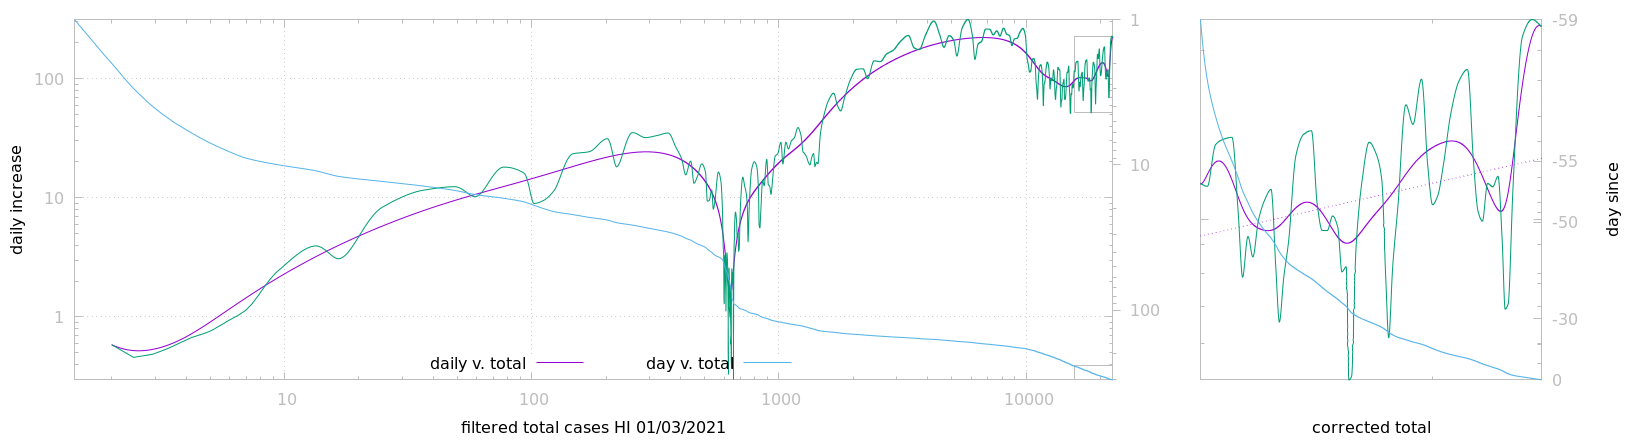 daily increase
100
10
1
daily v. total
day v. total
10
100
1000
10000
filtered total cases HI 01/03/2021
1
10
100
-59
-55
-50
-30
0
day since
corrected total